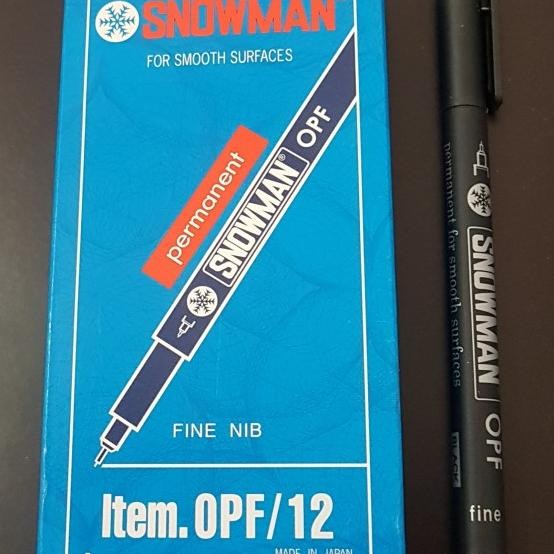 SNOWMAN
FOR SMOOTH SURFACES
permanent
SNOWMAN® OPF
FINE NIB
Item. OPF/12
MADE IN JAPAN
permanent for smooth surfaces
SNOWMAN OPF
BLACK
fine